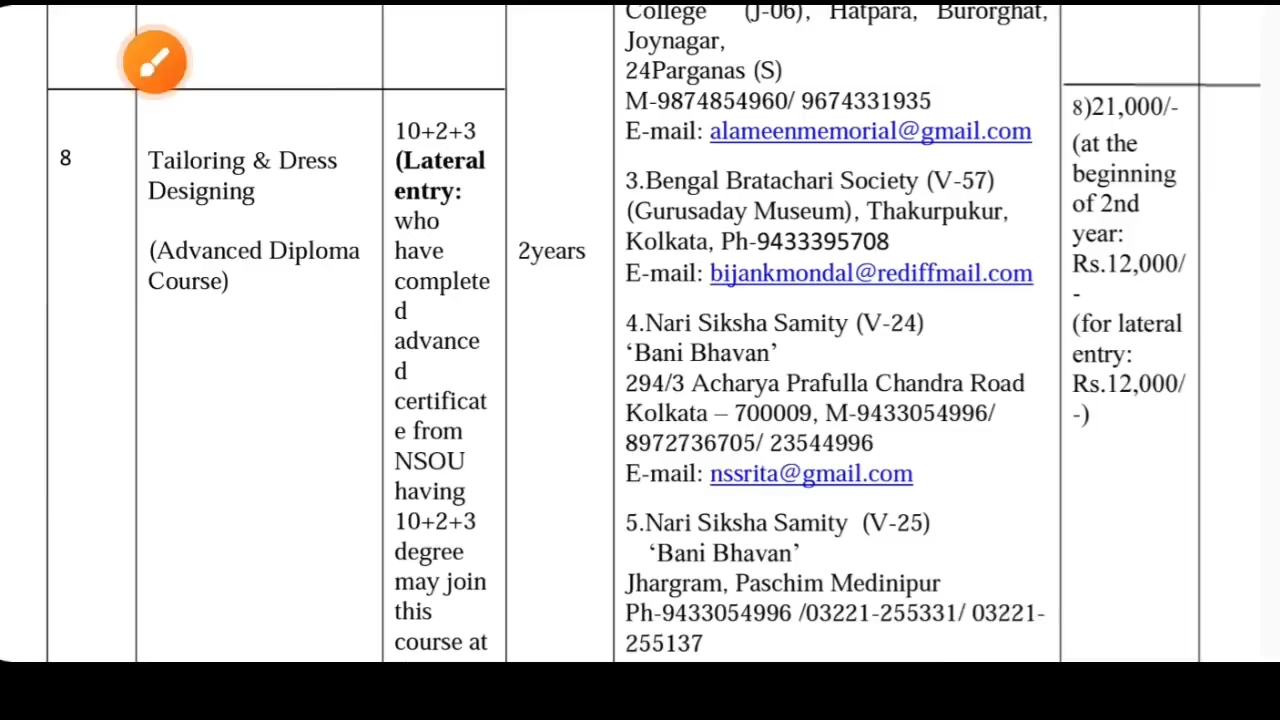 8
Tailoring & Dress
Designing
(Advanced Diploma
Course)
10+2+3
(Lateral
entry:
who
have
complete
d
advance
d
certificat
e from
NSOU
having
10+2+3
degree
may join
this
course at
2years
College (J-06), Hatpara, Burorghat,
Joynagar,
24Parganas (S)
M-9874854960/ 9674331935
E-mail: alameenmemorial@gmail.com
3.Bengal Bratachari Society (V-57)
(Gurusaday Museum), Thakurpukur,
Kolkata, Ph-9433395708
E-mail: bijankmondal@rediffmail.com
4.Nari Siksha Samity (V-24)
‘Bani Bhavan’
294/3 Acharya Prafulla Chandra Road
Kolkata – 700009, M-9433054996/
8972736705/ 23544996
E-mail: nssrita@gmail.com
5.Nari Siksha Samity (V-25)
‘Bani Bhavan’
Jhargram, Paschim Medinipur
Ph-9433054996 /03221-255331/ 03221-
255137
8)21,000/-
(at the
beginning
of 2nd
year:
Rs.12,000/
-
(for lateral
entry:
Rs.12,000/
-)